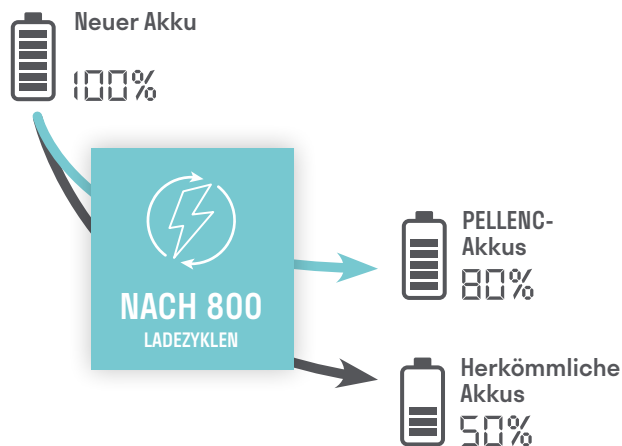 Neuer Akku
100%
NACH 800
LADEZYKLEN
PELLENC-
Akkus
80%
Herkömmliche
Akkus
50%